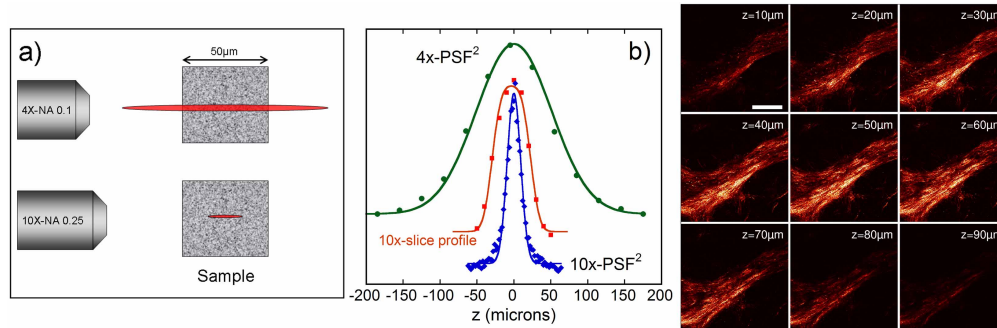 a)
50µm
4X-NA 0.1
10X-NA 0.25
Sample
b)
4x-PSF²
10x-slice profile
10x-PSF²
-200 -150 -100 -50 0 50 100 150 200
z (microns)
z=10µm z=20µm z=30µm
z=40µm z=50µm z=60µm
z=70µm z=80µm z=90µm